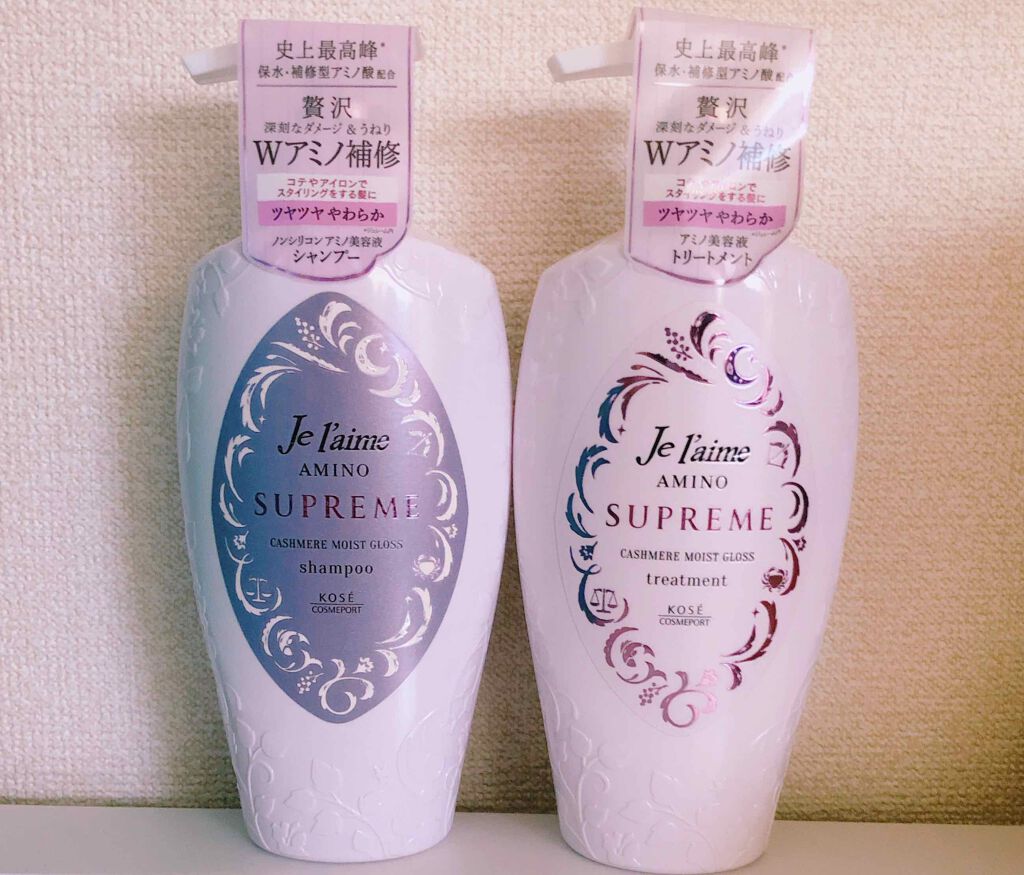 史上最高峰*
保水・補修型アミノ酸配合
贅沢
深刻なダメージ&うねり
Wアミノ補修
コテやアイロンで
スタイリングをする髪に
ツヤツヤ やわらか
ノンシリコン アミノ美容液
シャンプー
Je l'aime
AMINO
SUPREME
CASHMERE MOIST GLOSS
shampoo
KOSÉ
COSMEPORT
史上最高峰*
保水・補修型アミノ酸配合
贅沢
深刻なダメージ&うねり
Wアミノ補修
コテやアイロンで
スタイリングをする髪に
ツヤツヤ やわらか
アミノ美容液
トリートメント
Je l'aime
AMINO
SUPREME
CASHMERE MOIST GLOSS
treatment
KOSÉ
COSMEPORT